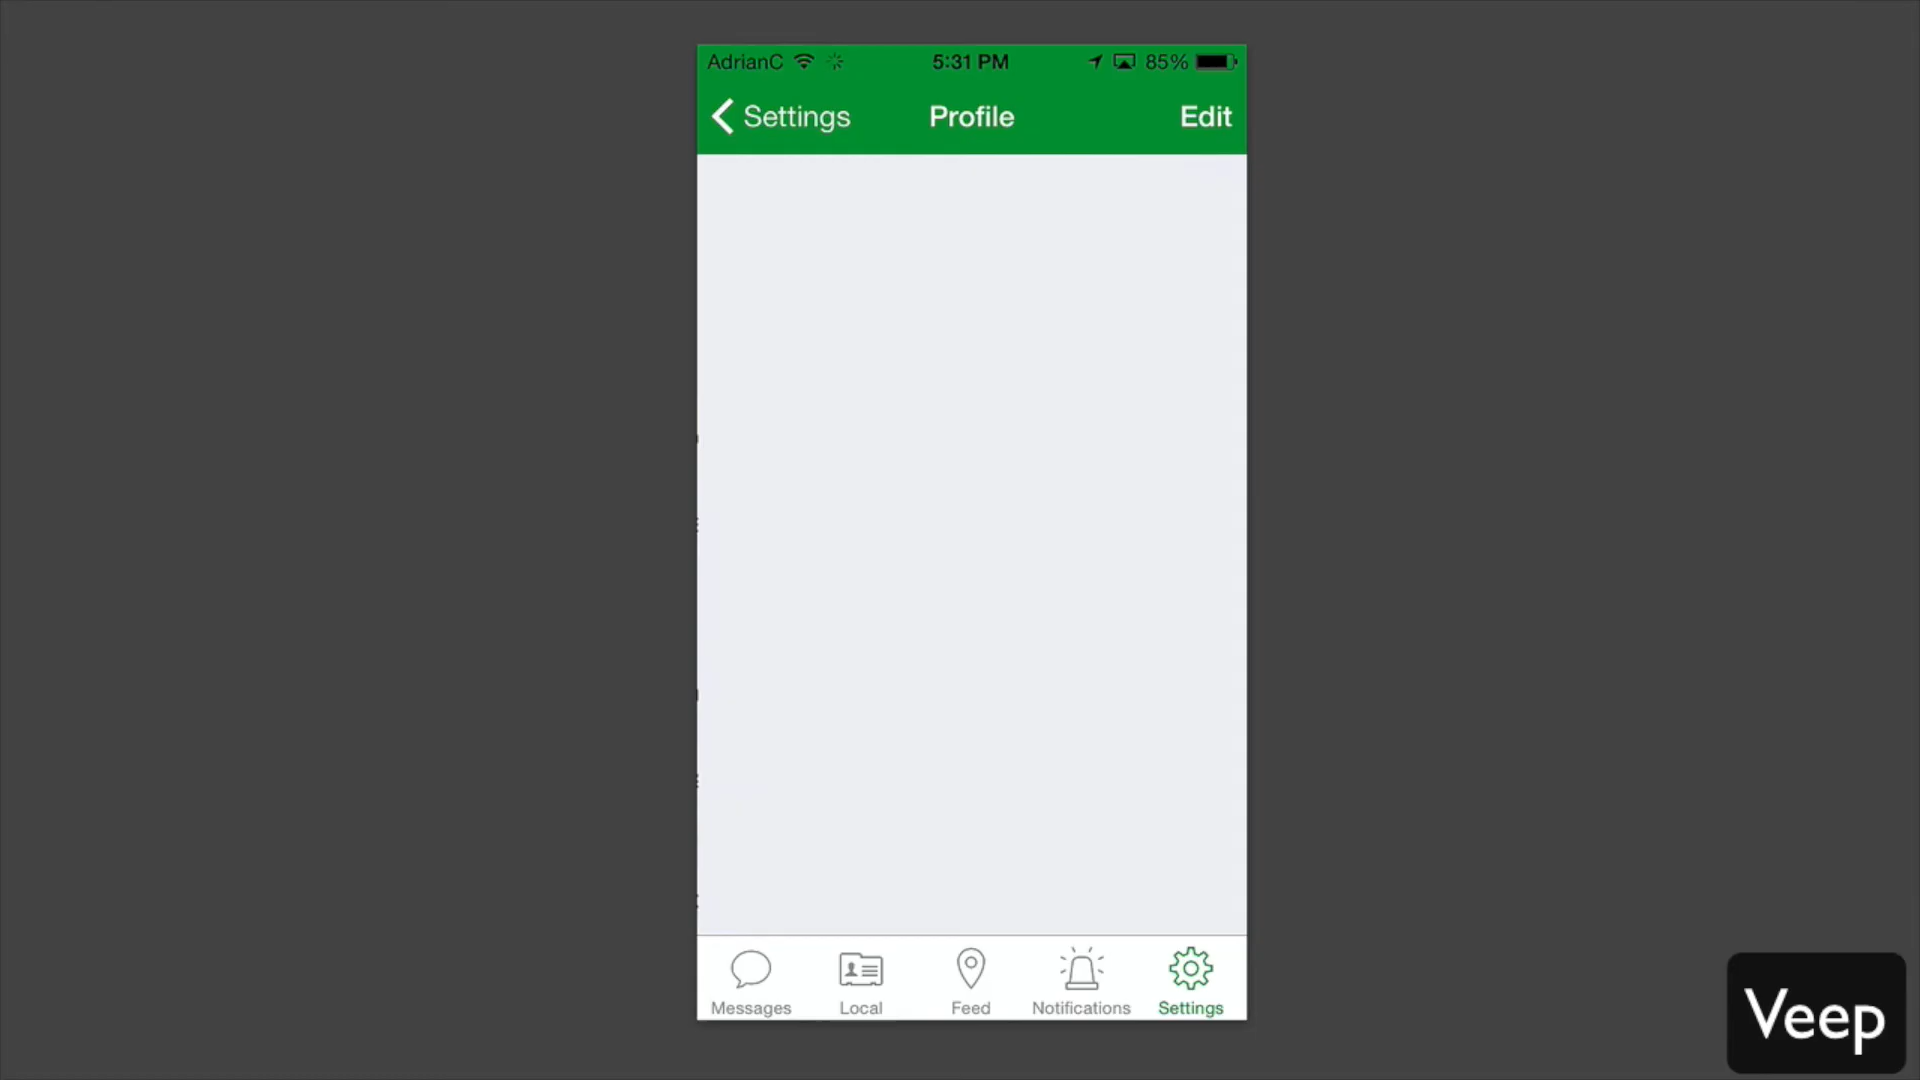 AdrianC 5:31 PM 85%
Settings Profile Edit
Messages Local Feed Notifications Settings
Veep